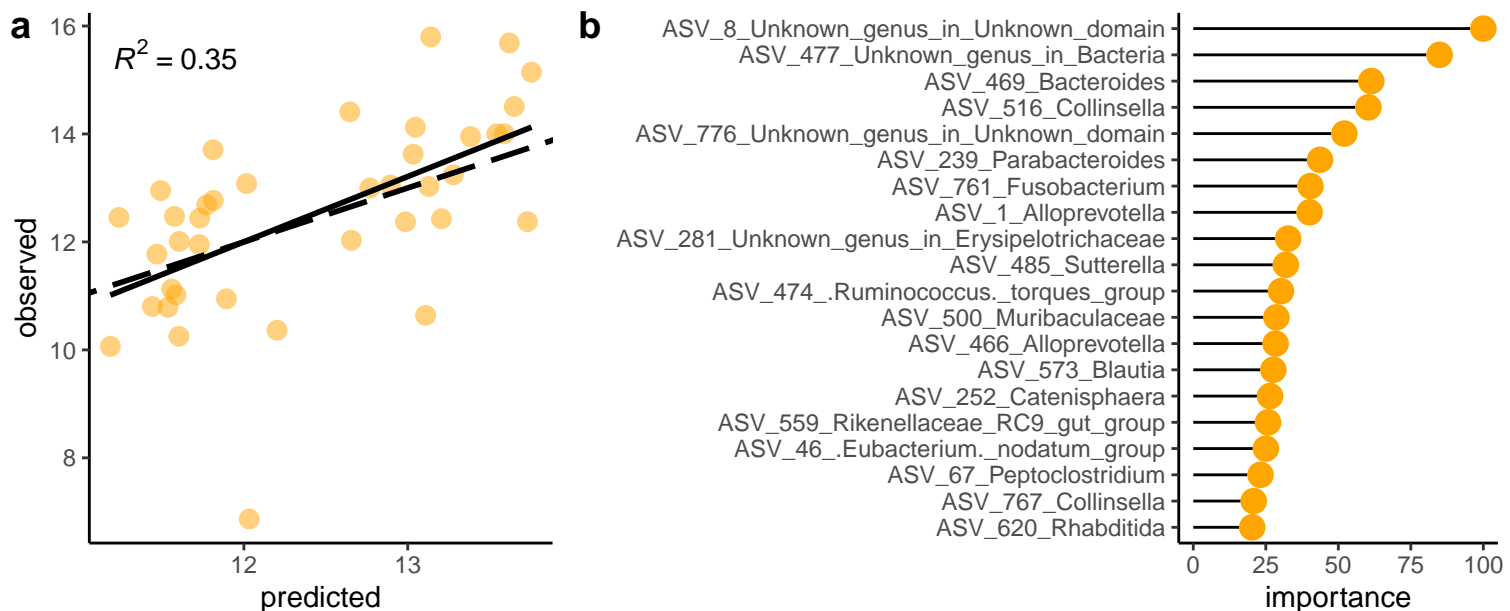 a
R² = 0.35
16
14
12
10
8
observed
12
13
predicted
b
ASV_8_Unknown_genus_in_Unknown_domain
ASV_477_Unknown_genus_in_Bacteria
ASV_469_Bacteroides
ASV_516_Collinsella
ASV_776_Unknown_genus_in_Unknown_domain
ASV_239_Parabacteroides
ASV_761_Fusobacterium
ASV_1_Alloprevotella
ASV_281_Unknown_genus_in_Erysipelotrichaceae
ASV_485_Sutterella
ASV_474_.Ruminococcus._torques_group
ASV_500_Muribaculaceae
ASV_466_Alloprevotella
ASV_573_Blautia
ASV_252_Catenisphaera
ASV_559_Rikenellaceae_RC9_gut_group
ASV_46_.Eubacterium._nodatum_group
ASV_67_Peptoclostridium
ASV_767_Collinsella
ASV_620_Rhabditida
0
25
50
75
100
importance